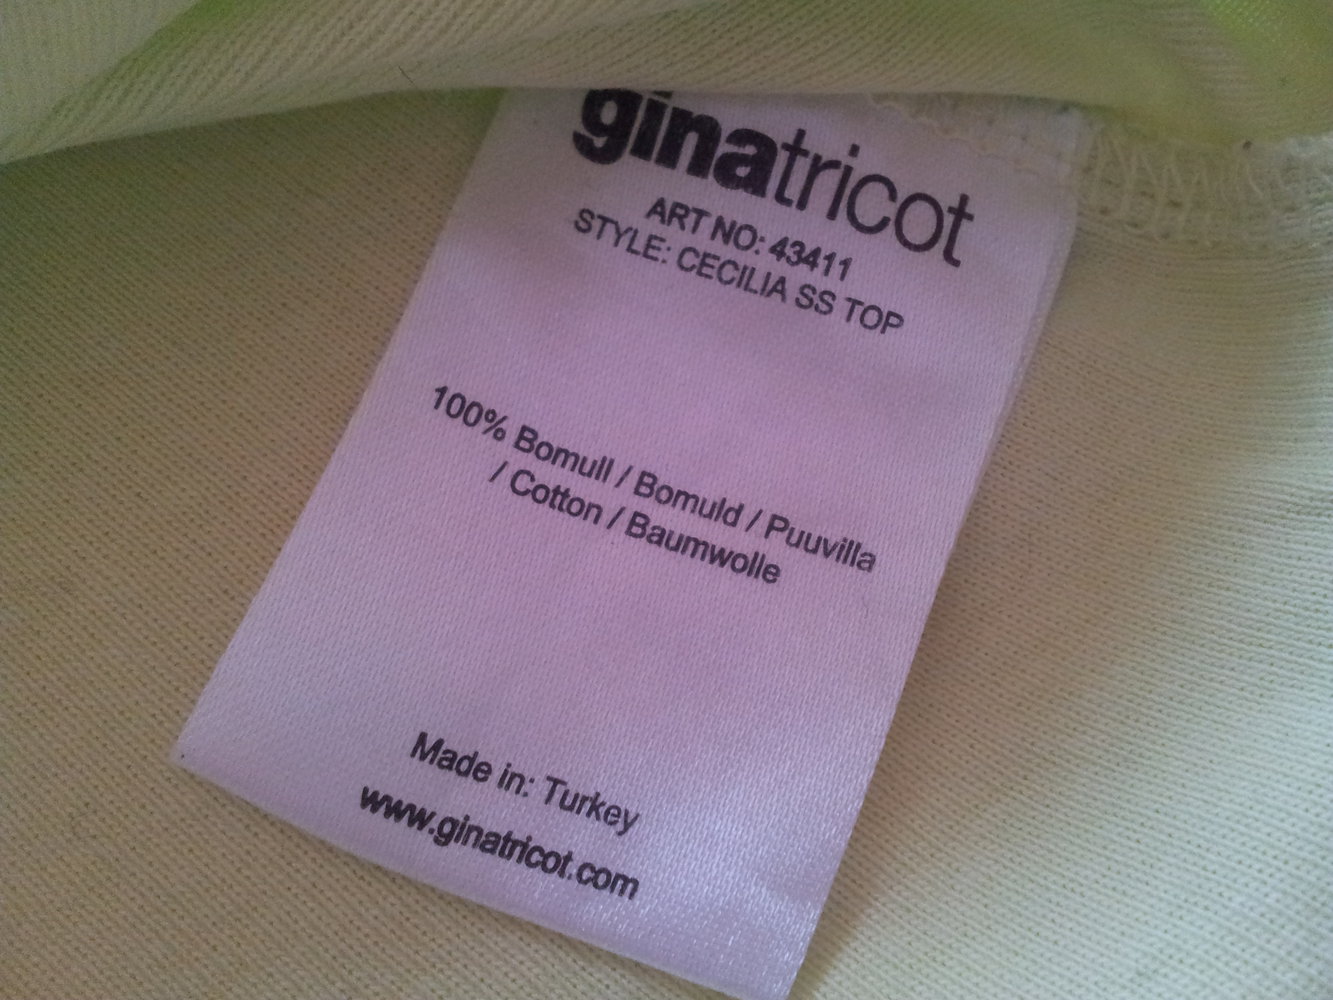 ginatricot
ART NO: 43411
STYLE: CECILIA SS TOP
100% Bomull / Bomuld / Puuvilla
/ Cotton / Baumwolle
Made in: Turkey
www.ginatricot.com